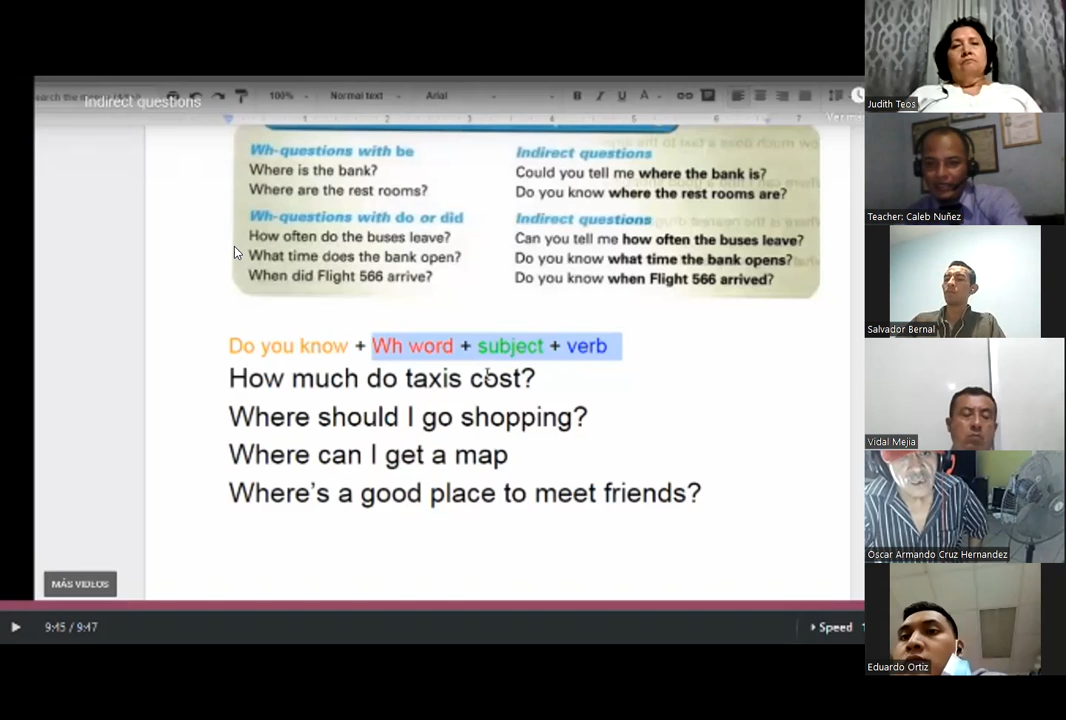 Indirect questions
100%
Normal text
Arial
B I U A
1 2 3 4 5 6 7
Wh-questions with be
Where is the bank?
Where are the rest rooms?
Wh-questions with do or did
How often do the buses leave?
What time does the bank open?
When did Flight 566 arrive?
Indirect questions
Could you tell me where the bank is?
Do you know where the rest rooms are?
Indirect questions
Can you tell me how often the buses leave?
Do you know what time the bank opens?
Do you know when Flight 566 arrived?
Do you know + Wh word + subject + verb
How much do taxis cost?
Where should I go shopping?
Where can I get a map
Where's a good place to meet friends?
MÁS VIDEOS
9:45 / 9:47
Speed
Judith Teos
Teacher: Caleb Nuñez
Salvador Bernal
Vidal Mejia
Oscar Armando Cruz Hernandez
Eduardo Ortiz